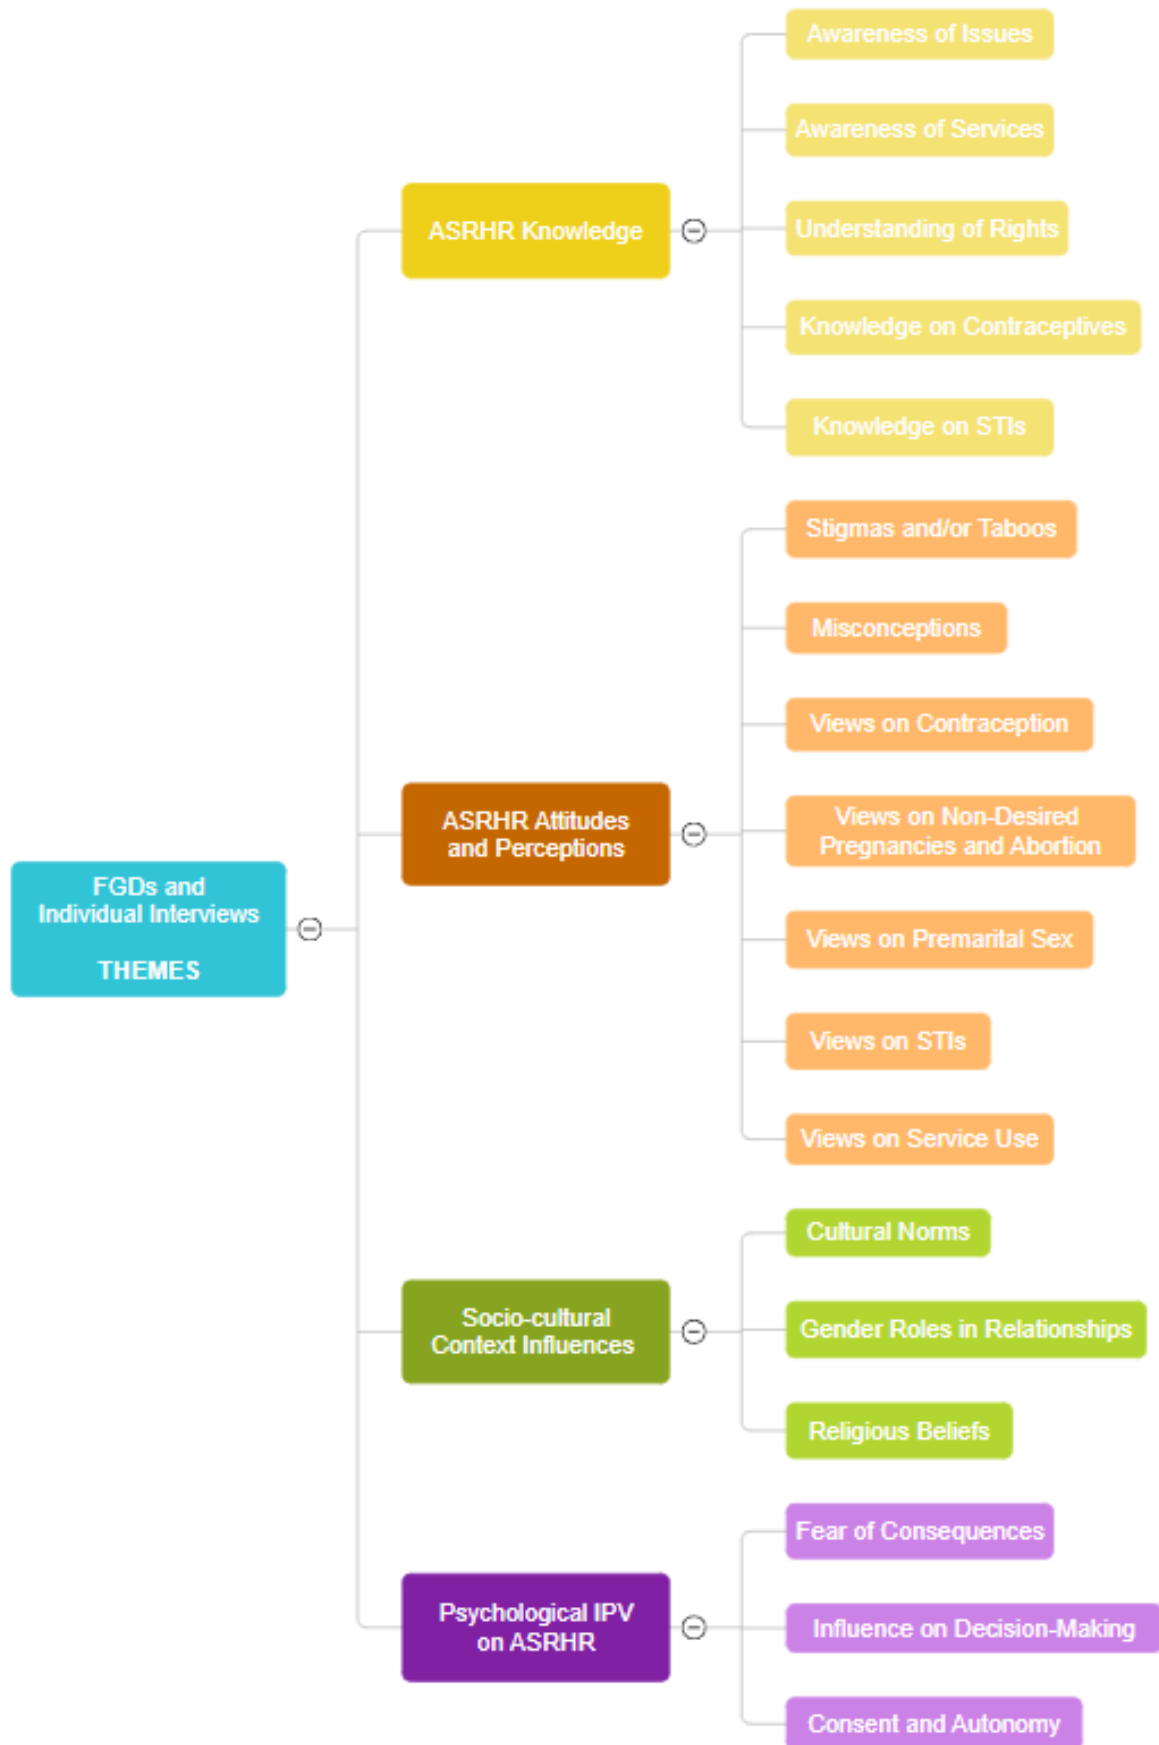 FGDs and
Individual Interviews
THEMES
ASRHR Knowledge
Awareness of Issues
Awareness of Services
Understanding of Rights
Knowledge on Contraceptives
Knowledge on STIs
ASRHR Attitudes
and Perceptions
Stigmas and/or Taboos
Misconceptions
Views on Contraception
Views on Non-Desired
Pregnancies and Abortion
Views on Premarital Sex
Views on STIs
Views on Service Use
Socio-cultural
Context Influences
Cultural Norms
Gender Roles in Relationships
Religious Beliefs
Psychological IPV
on ASRHR
Fear of Consequences
Influence on Decision-Making
Consent and Autonomy